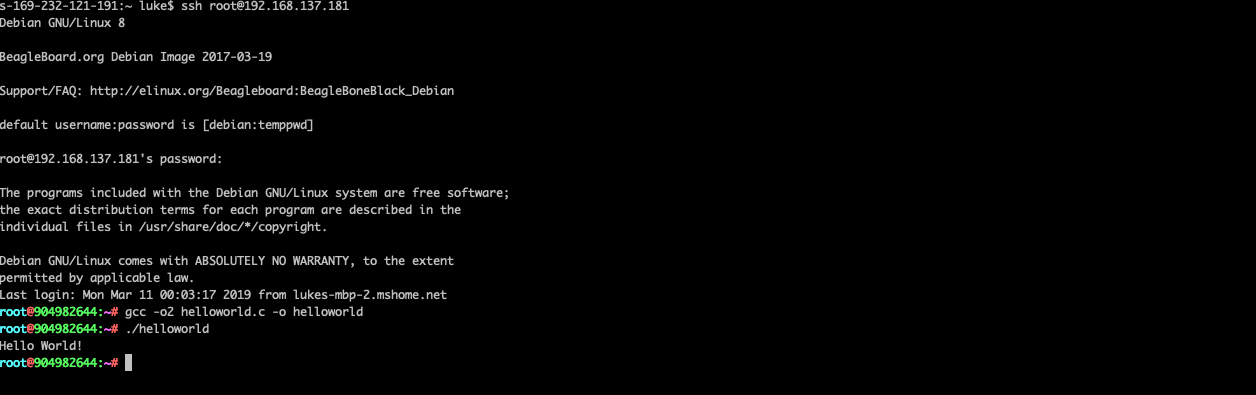 s-169-232-121-191:~ luke$ ssh root@192.168.137.181
Debian GNU/Linux 8
BeagleBoard.org Debian Image 2017-03-19
Support/FAQ: http://elinux.org/Beagleboard:BeagleBoneBlack_Debian
default username:password is [debian:temppwd]
root@192.168.137.181's password:
The programs included with the Debian GNU/Linux system are free software;
the exact distribution terms for each program are described in the
individual files in /usr/share/doc/*/copyright.
Debian GNU/Linux comes with ABSOLUTELY NO WARRANTY, to the extent
permitted by applicable law.
Last login: Mon Mar 11 00:03:17 2019 from lukes-mbp-2.mshome.net
root@904982644:~# gcc -o2 helloworld.c -o helloworld
root@904982644:~# ./helloworld
Hello World!
root@904982644:~#